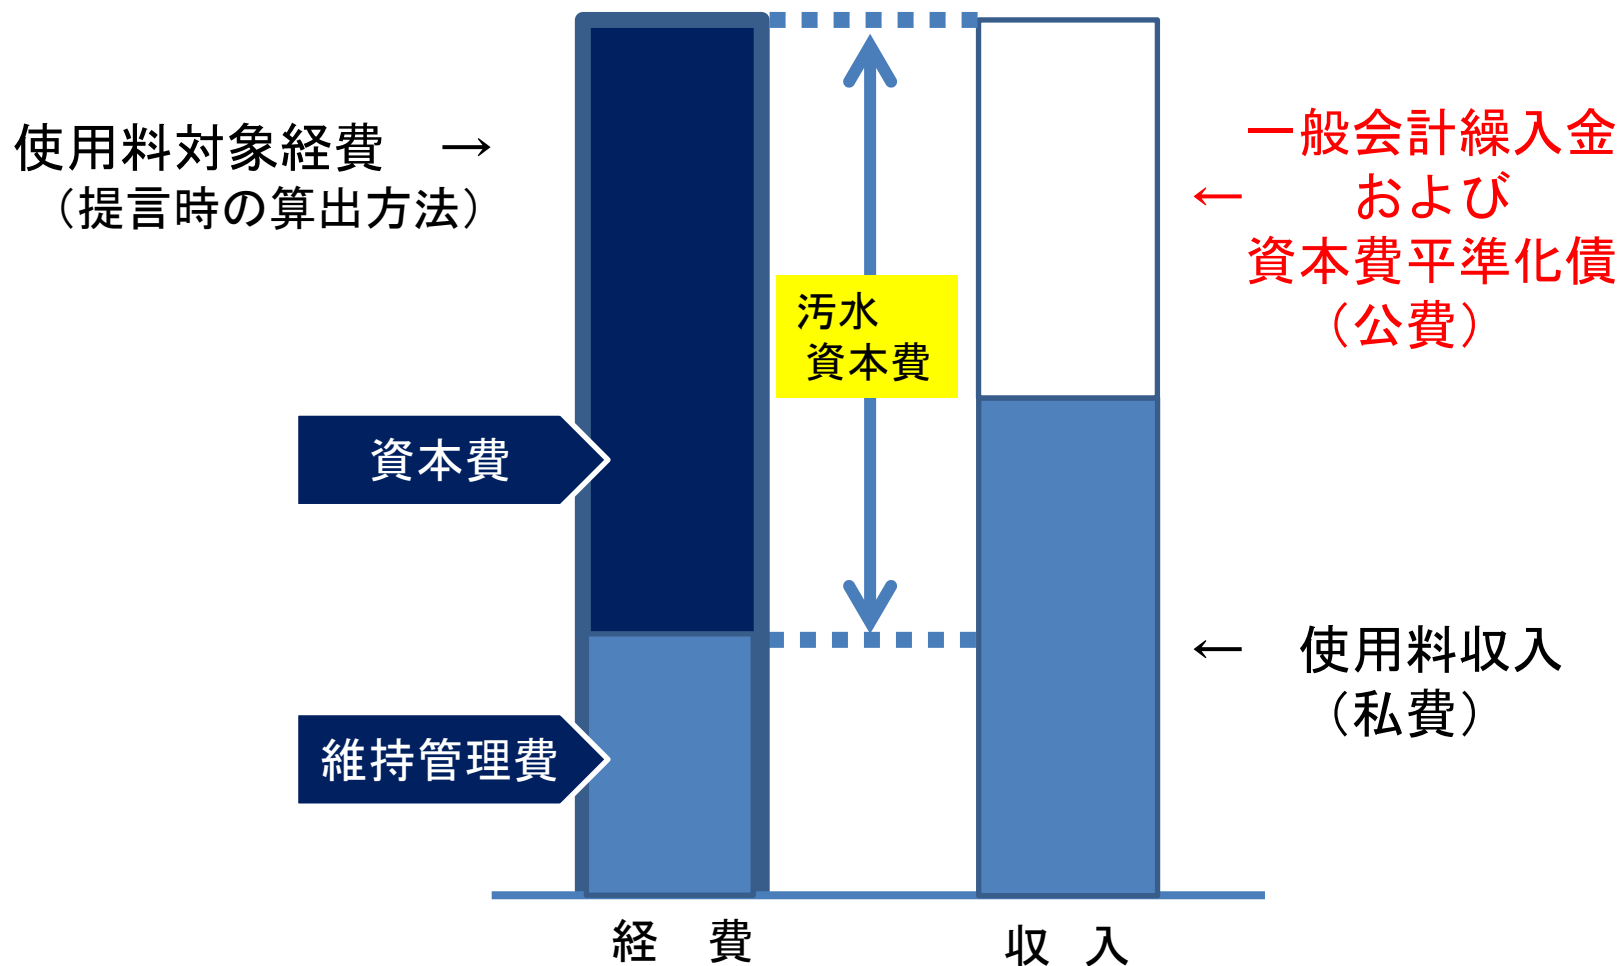 使用料対象経費 →
（提言時の算出方法）
一般会計繰入金
← および
資本費平準化債
（公費）
汚水
資本費
資本費
← 使用料収入
（私費）
維持管理費
経 費
収 入